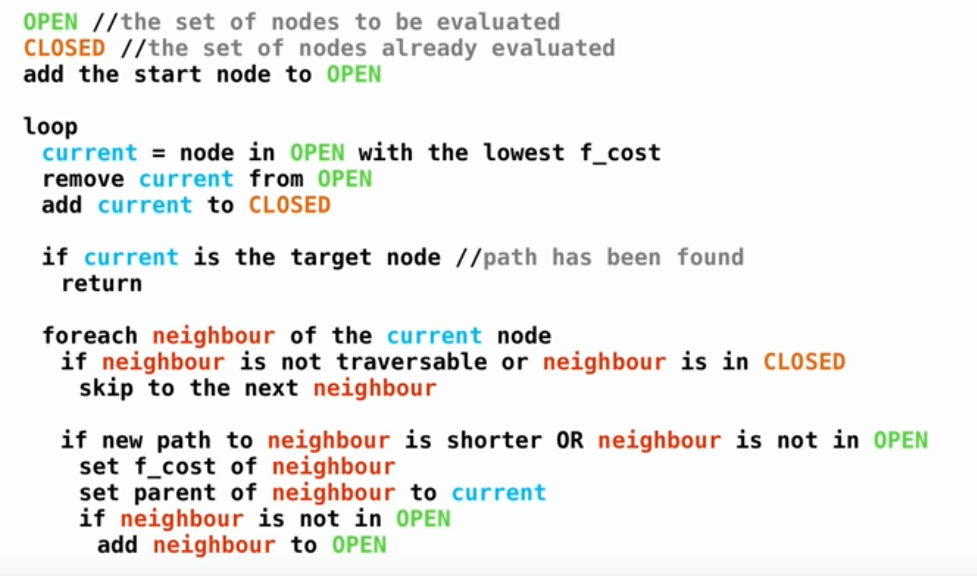 OPEN //the set of nodes to be evaluated
CLOSED //the set of nodes already evaluated
add the start node to OPEN
loop
current = node in OPEN with the lowest f_cost
remove current from OPEN
add current to CLOSED
if current is the target node //path has been found
return
foreach neighbour of the current node
if neighbour is not traversable or neighbour is in CLOSED
skip to the next neighbour
if new path to neighbour is shorter OR neighbour is not in OPEN
set f_cost of neighbour
set parent of neighbour to current
if neighbour is not in OPEN
add neighbour to OPEN